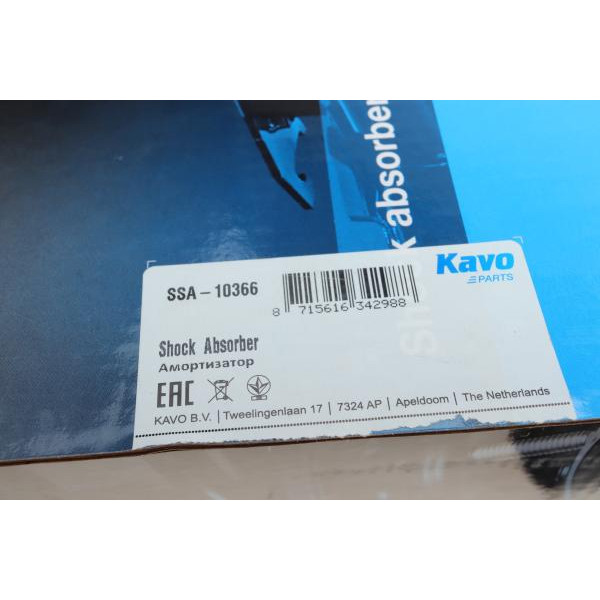 Shock absorber
Kavo
PARTS
SSA-10366
8 715616 342988
Shock Absorber
Амортизатор
EAC
KAVO B.V. | Tweelingenlaan 17 | 7324 AP | Apeldoorn | The Netherlands